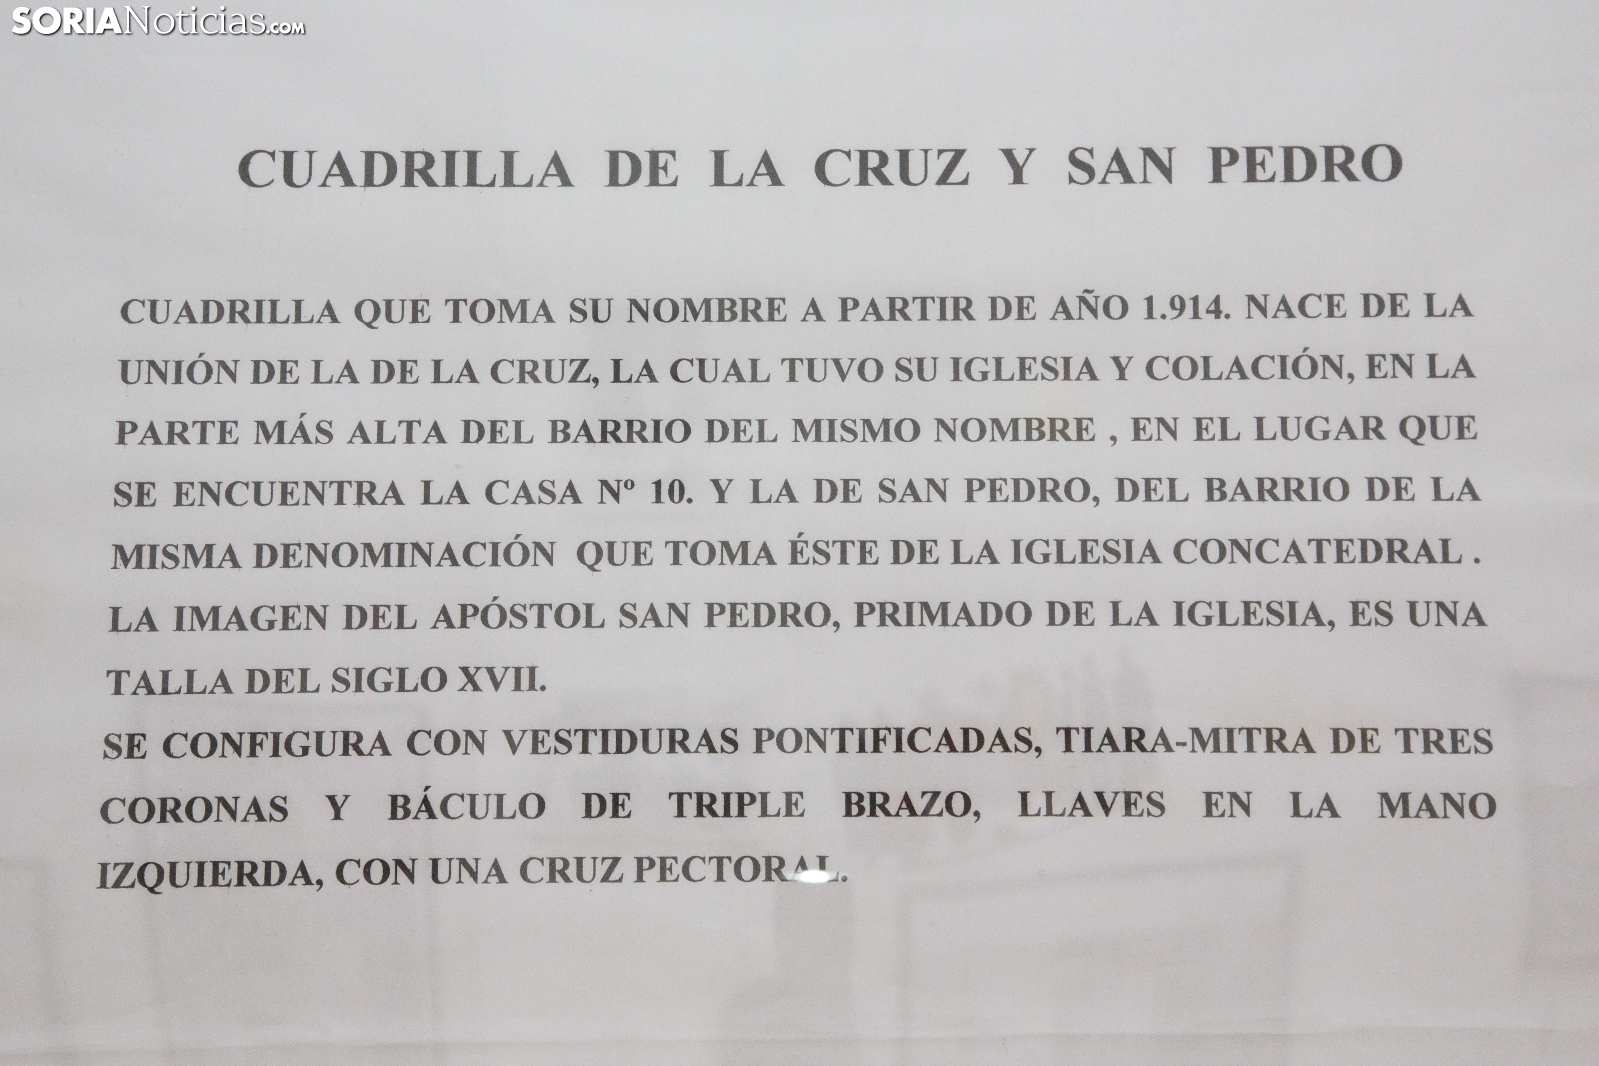 SORIANoticias.COM
CUADRILLA DE LA CRUZ Y SAN PEDRO
CUADRILLA QUE TOMA SU NOMBRE A PARTIR DE AÑO 1.914. NACE DE LA
UNIÓN DE LA DE LA CRUZ, LA CUAL TUVO SU IGLESIA Y COLACIÓN, EN LA
PARTE MÁS ALTA DEL BARRIO DEL MISMO NOMBRE , EN EL LUGAR QUE
SE ENCUENTRA LA CASA Nº 10. Y LA DE SAN PEDRO, DEL BARRIO DE LA
MISMA DENOMINACIÓN QUE TOMA ÉSTE DE LA IGLESIA CONCATEDRAL .
LA IMAGEN DEL APÓSTOL SAN PEDRO, PRIMADO DE LA IGLESIA, ES UNA
TALLA DEL SIGLO XVII.
SE CONFIGURA CON VESTIDURAS PONTIFICADAS, TIARA-MITRA DE TRES
CORONAS Y BÁCULO DE TRIPLE BRAZO, LLAVES EN LA MANO
IZQUIERDA, CON UNA CRUZ PECTORAL.